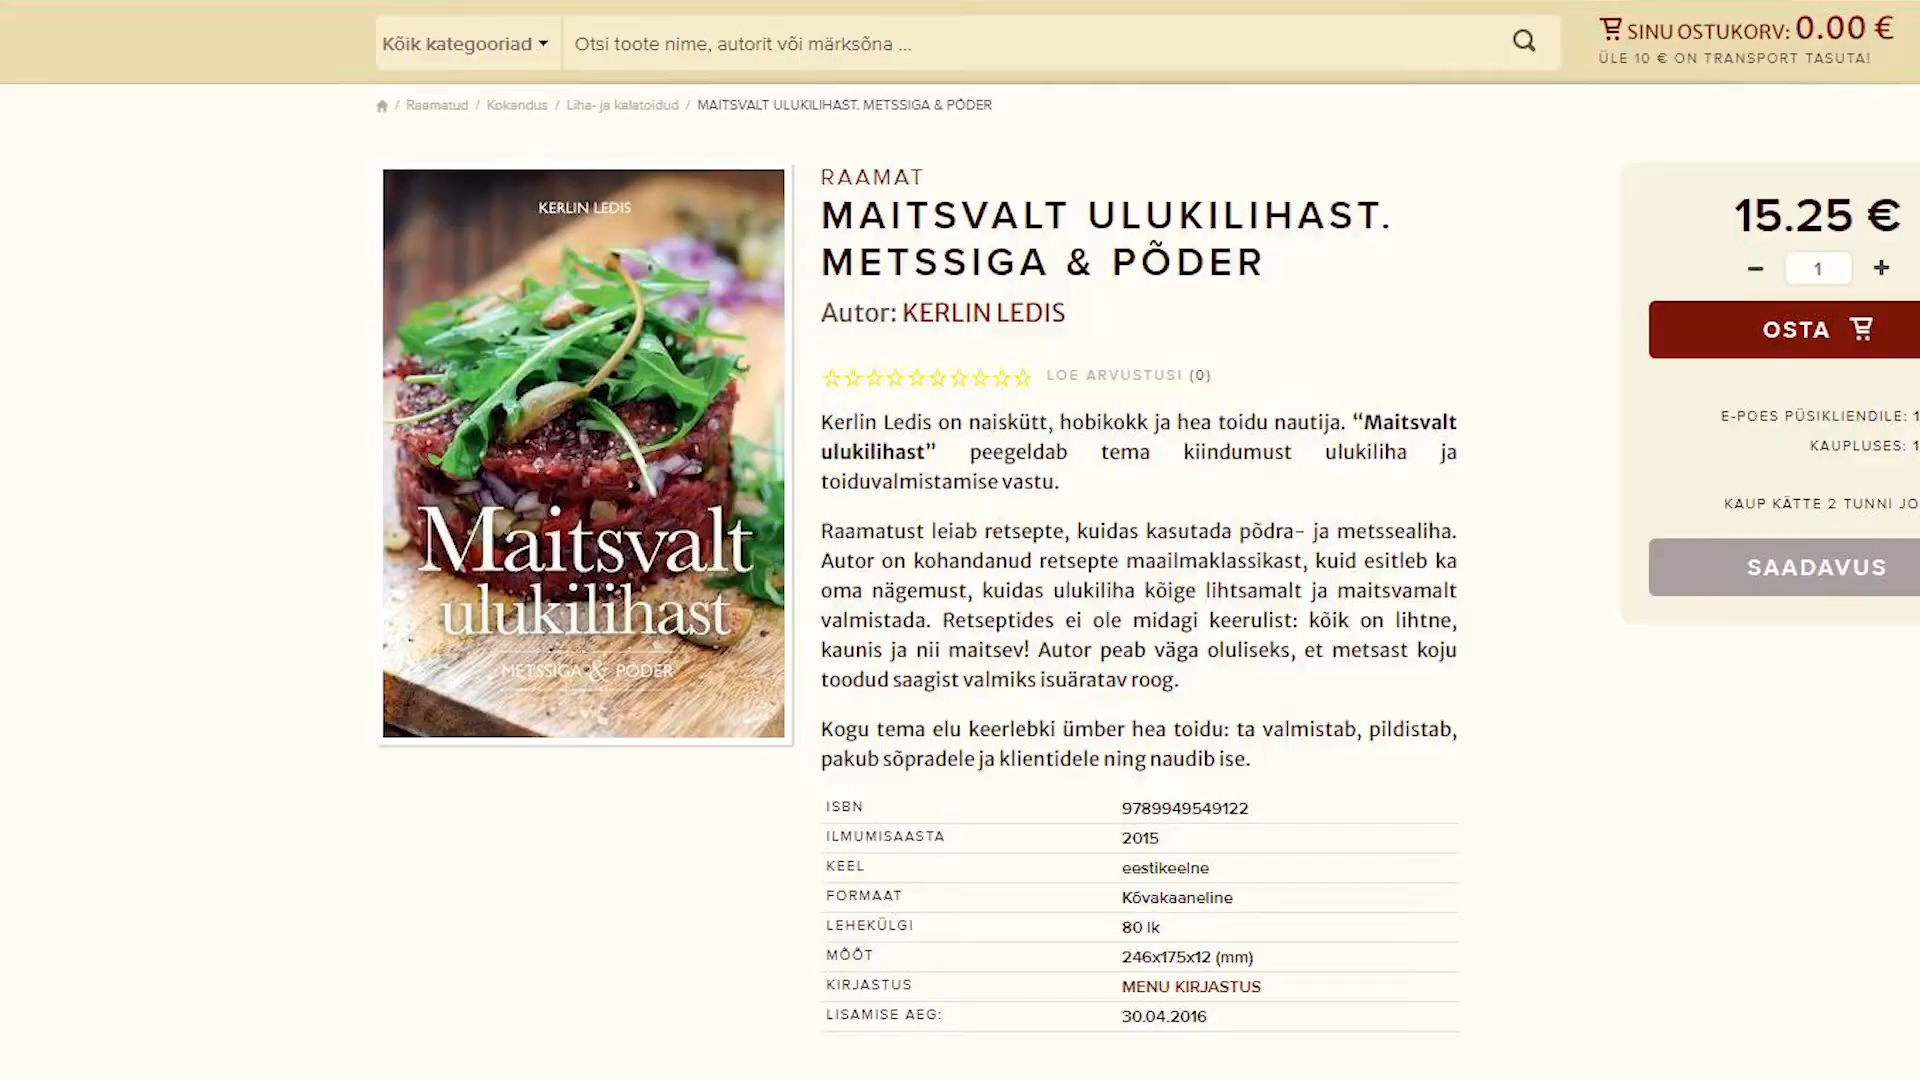 Kõik kategooriad
Otsi toote nime, autorit või märksõna ...
SINU OSTUKORV: 0.00 €
ÜLE 10 € ON TRANSPORT TASUTA!
/ Raamatud / Kokandus / Liha- ja kalatoidud / MAITSVALT ULUKILIHAST. METSSIGA & PÕDER
KERLIN LEDIS
Maitsvalt
ulukilihast
METSSIGA & PÕDER
RAAMAT
MAITSVALT ULUKILIHAST.
METSSIGA & PÕDER
Autor: KERLIN LEDIS
LOE ARVUSTUSI (0)
Kerlin Ledis on naiskütt, hobikokk ja hea toidu nautija. “Maitsvalt
ulukilihast” peegeldab tema kiindumust ulukiliha ja
toiduvalmistamise vastu.
Raamatust leiab retsepte, kuidas kasutada põdra- ja metssealiha.
Autor on kohandanud retsepte maailmaklassikast, kuid esitleb ka
oma nägemust, kuidas ulukiliha kõige lihtsamalt ja maitsvamalt
valmistada. Retseptides ei ole midagi keerulist: kõik on lihtne,
kaunis ja nii maitsev! Autor peab väga oluliseks, et metsast koju
toodud saagist valmiks isuäratav roog.
Kogu tema elu keerlebki ümber hea toidu: ta valmistab, pildistab,
pakub sõpradele ja klientidele ning naudib ise.
ISBN 9789949549122
ILMUMISAASTA 2015
KEEL eestikeelne
FORMAAT Kõvakaaneline
LEHEKÜLGI 80 lk
MÕÕT 246x175x12 (mm)
KIRJASTUS MENU KIRJASTUS
LISAMISE AEG: 30.04.2016
15.25 €
− 1 +
OSTA
E-POES PÜSIKLIENDILE: 1
KAUPLUSES: 1
KAUP KÄTTE 2 TUNNI JO
SAADAVUS